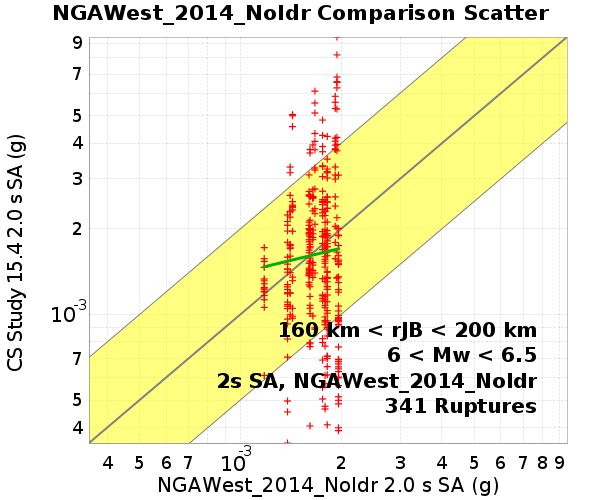 NGAWest_2014_NoIdr Comparison Scatter
CS Study 15.4 2.0 s SA (g)
9
7
5
4
3
2
10-3
7
5
4
160 km < rJB < 200 km
6 < Mw < 6.5
2s SA, NGAWest_2014_NoIdr
341 Ruptures
4 5 6 7 10-3 2 3 4 5 6 7 8 9
NGAWest_2014_NoIdr 2.0 s SA (g)